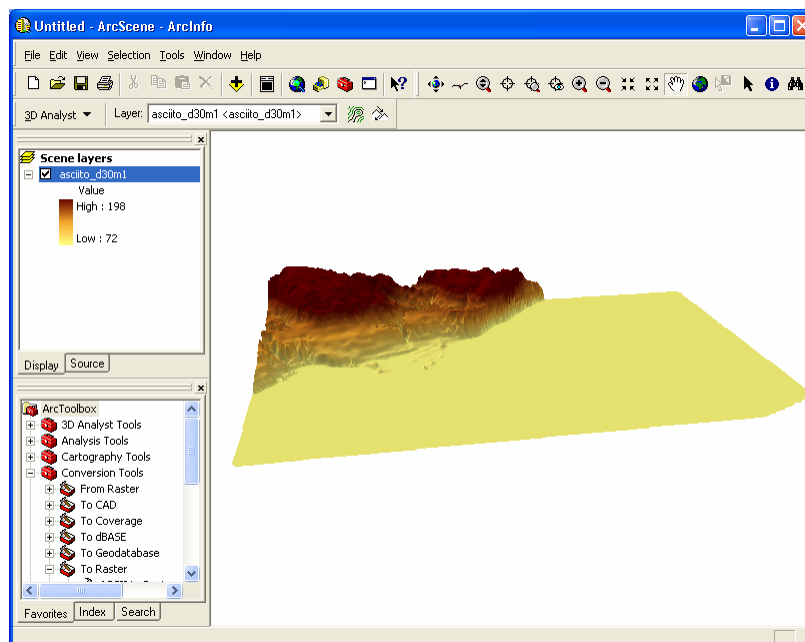 Untitled - ArcScene - ArcInfo
File Edit View Selection Tools Window Help
3D Analyst Layer: asciito_d30m1 <asciito_d30m1>
Scene layers
asciito_d30m1
Value
High : 198
Low : 72
Display Source
ArcToolbox
3D Analyst Tools
Analysis Tools
Cartography Tools
Conversion Tools
From Raster
To CAD
To Coverage
To dBASE
To Geodatabase
To Raster
Favorites Index Search